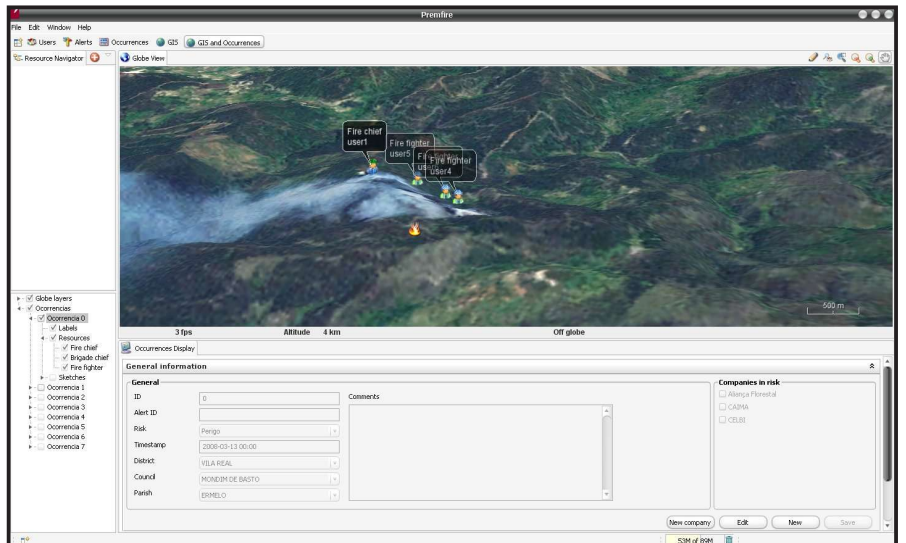 Premfire
File Edit Window Help
Users Alerts Occurrences GIS GIS and Occurrences
Resource Navigator
Globe View
Fire chief
user1
Fire fighter
user5
Fire fighter
user4
560 m
3 fps Altitude 4 km Off globe
Globe layers
Ocorrencias
Ocorrencia 0
Labels
Resources
Fire chief
Brigade chief
Fire fighter
Sketches
Ocorrencia 1
Ocorrencia 2
Ocorrencia 3
Ocorrencia 4
Ocorrencia 5
Ocorrencia 6
Ocorrencia 7
Occurrences Display
General information
General
ID 0
Alert ID
Risk Perigo
Timestamp 2008-03-13 00:00
District VILA REAL
Council MONDIM DE BASTO
Parish ERMELO
Comments
Companies in risk
Aliança Florestal
CAIMA
CELBI
New company Edit New Save
53M of 89M